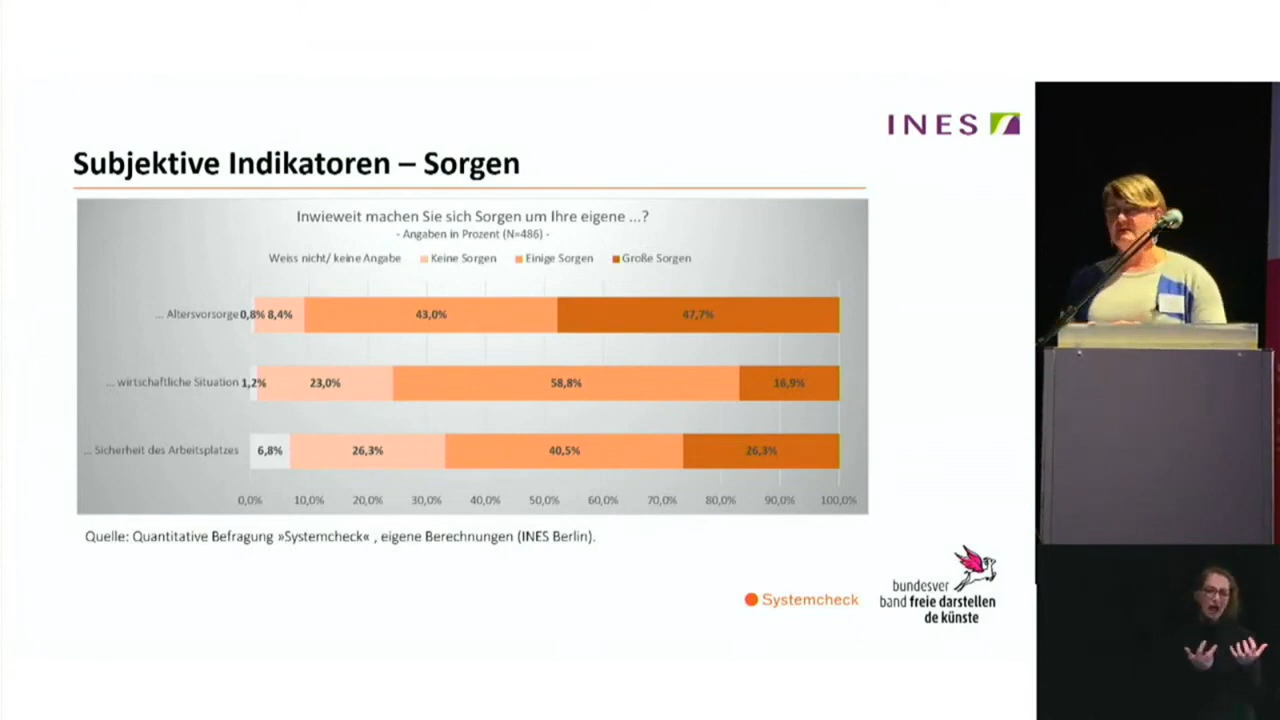 INES
Subjektive Indikatoren – Sorgen
Inwieweit machen Sie sich Sorgen um Ihre eigene ...?
- Angaben in Prozent (N=486) -
Weiss nicht/ keine Angabe Keine Sorgen Einige Sorgen Große Sorgen
... Altersvorsorge 0,8% 8,4% 43,0% 47,7%
... wirtschaftliche Situation 1,2% 23,0% 58,8% 16,9%
... Sicherheit des Arbeitsplatzes 6,8% 26,3% 40,5% 26,3%
0,0% 10,0% 20,0% 30,0% 40,0% 50,0% 60,0% 70,0% 80,0% 90,0% 100,0%
Quelle: Quantitative Befragung »Systemcheck« , eigene Berechnungen (INES Berlin).
Systemcheck
bundesver
band freie darstellen
de künste